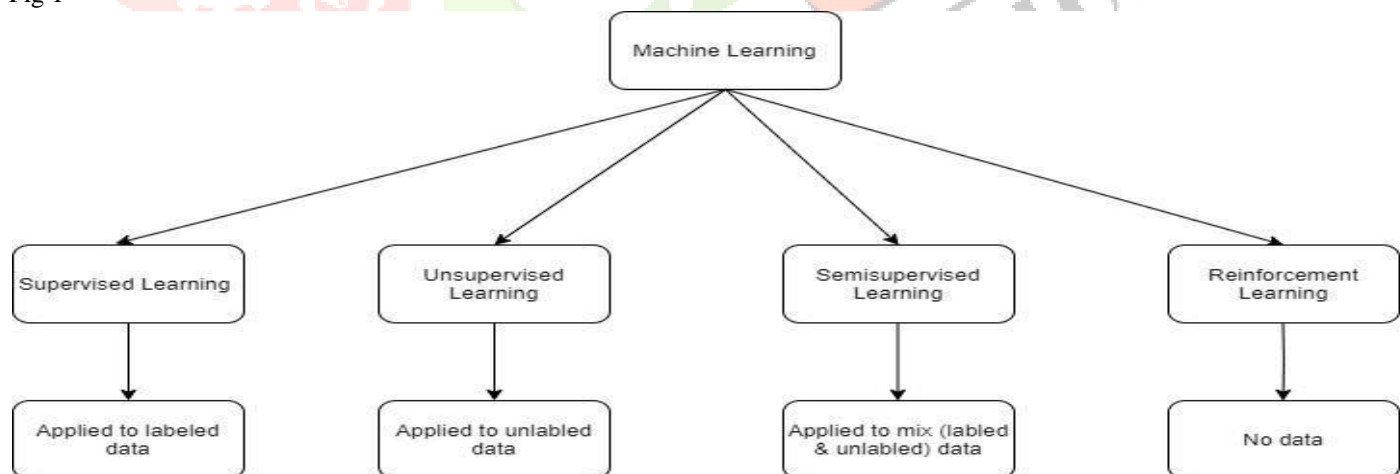 Fig 1
Machine Learning
Supervised Learning
Unsupervised
Learning
Semisupervised
Learning
Reinforcement
Learning
Applied to labeled
data
Applied to unlabled
data
Applied to mix (labled
& unlabled) data
No data